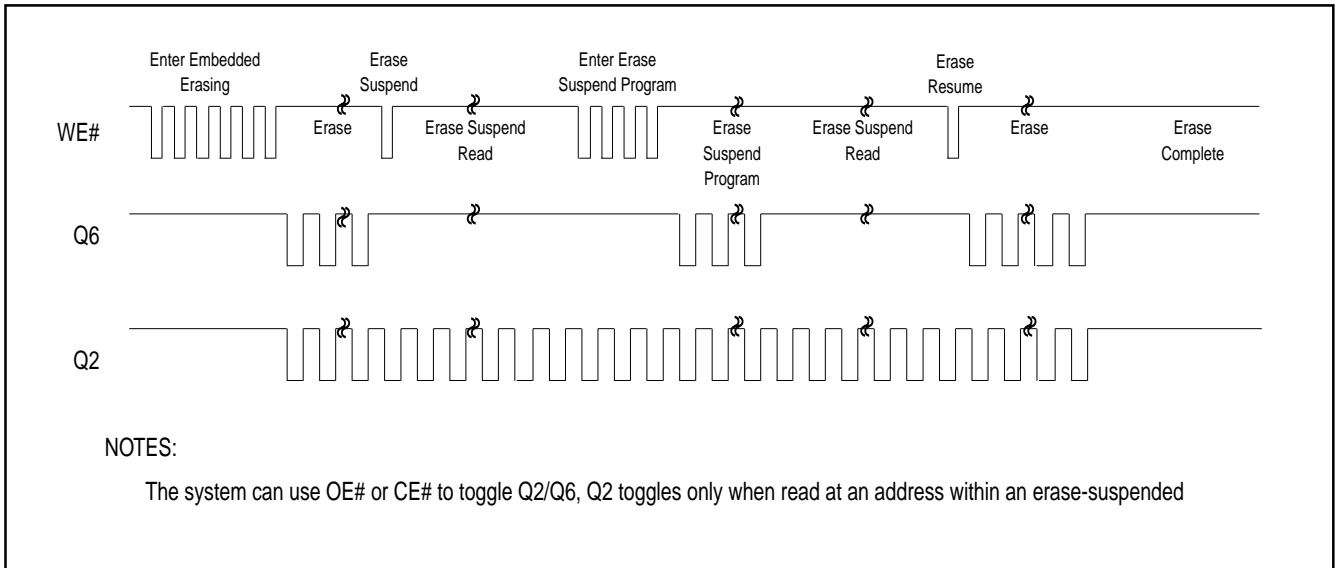 Enter Embedded
Erasing
Erase
Suspend
Enter Erase
Suspend Program
Erase
Resume
WE#
Erase
Erase Suspend
Read
Erase
Suspend
Program
Erase Suspend
Read
Erase
Erase
Complete
Q6
Q2
NOTES:
The system can use OE# or CE# to toggle Q2/Q6, Q2 toggles only when read at an address within an erase-suspended